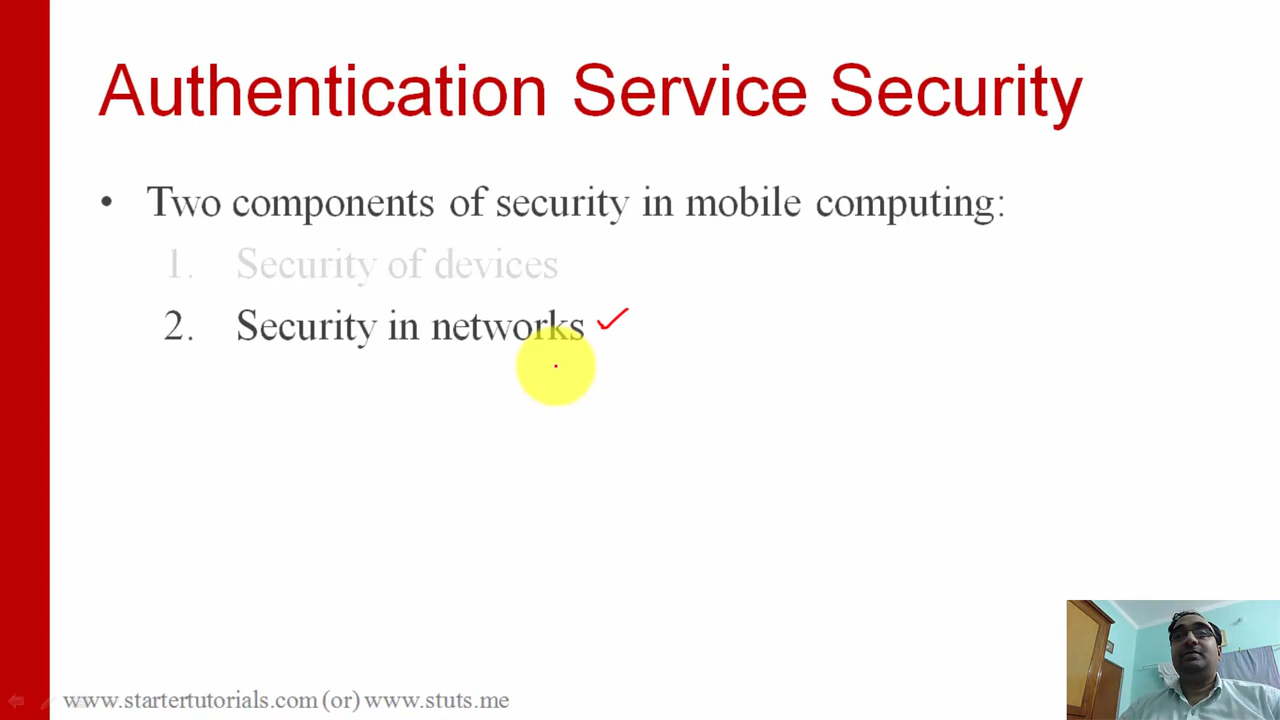 Authentication Service Security
• Two components of security in mobile computing:
1. Security of devices
2. Security in networks
www.startertutorials.com (or) www.stuts.me